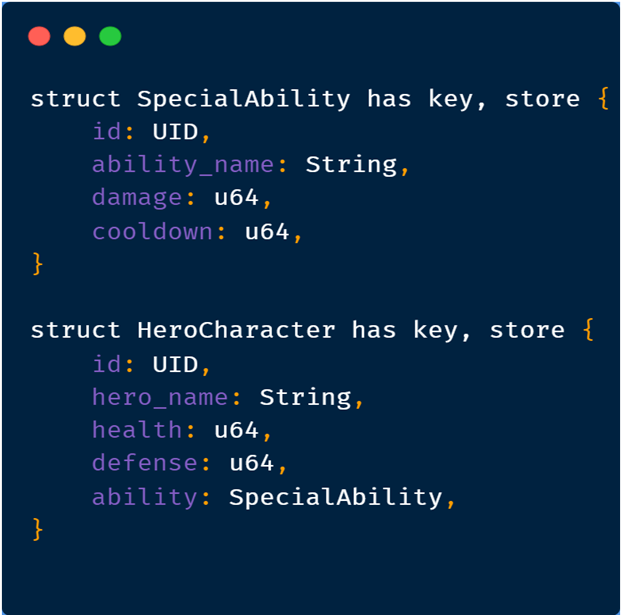 struct SpecialAbility has key, store {
    id: UID,
    ability_name: String,
    damage: u64,
    cooldown: u64,
}

struct HeroCharacter has key, store {
    id: UID,
    hero_name: String,
    health: u64,
    defense: u64,
    ability: SpecialAbility,
}